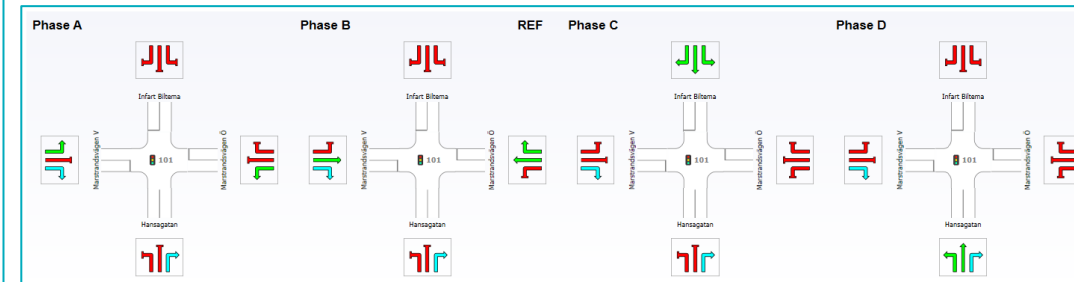 Phase A
Phase B
REF
Phase C
Phase D
Infart Biltema
Infart Biltema
Infart Biltema
Infart Biltema
Marstrandsvägen V
101
Marstrandsvägen Ö
Marstrandsvägen V
101
Marstrandsvägen Ö
Marstrandsvägen V
101
Marstrandsvägen Ö
Marstrandsvägen V
101
Marstrandsvägen Ö
Hansagatan
Hansagatan
Hansagatan
Hansagatan